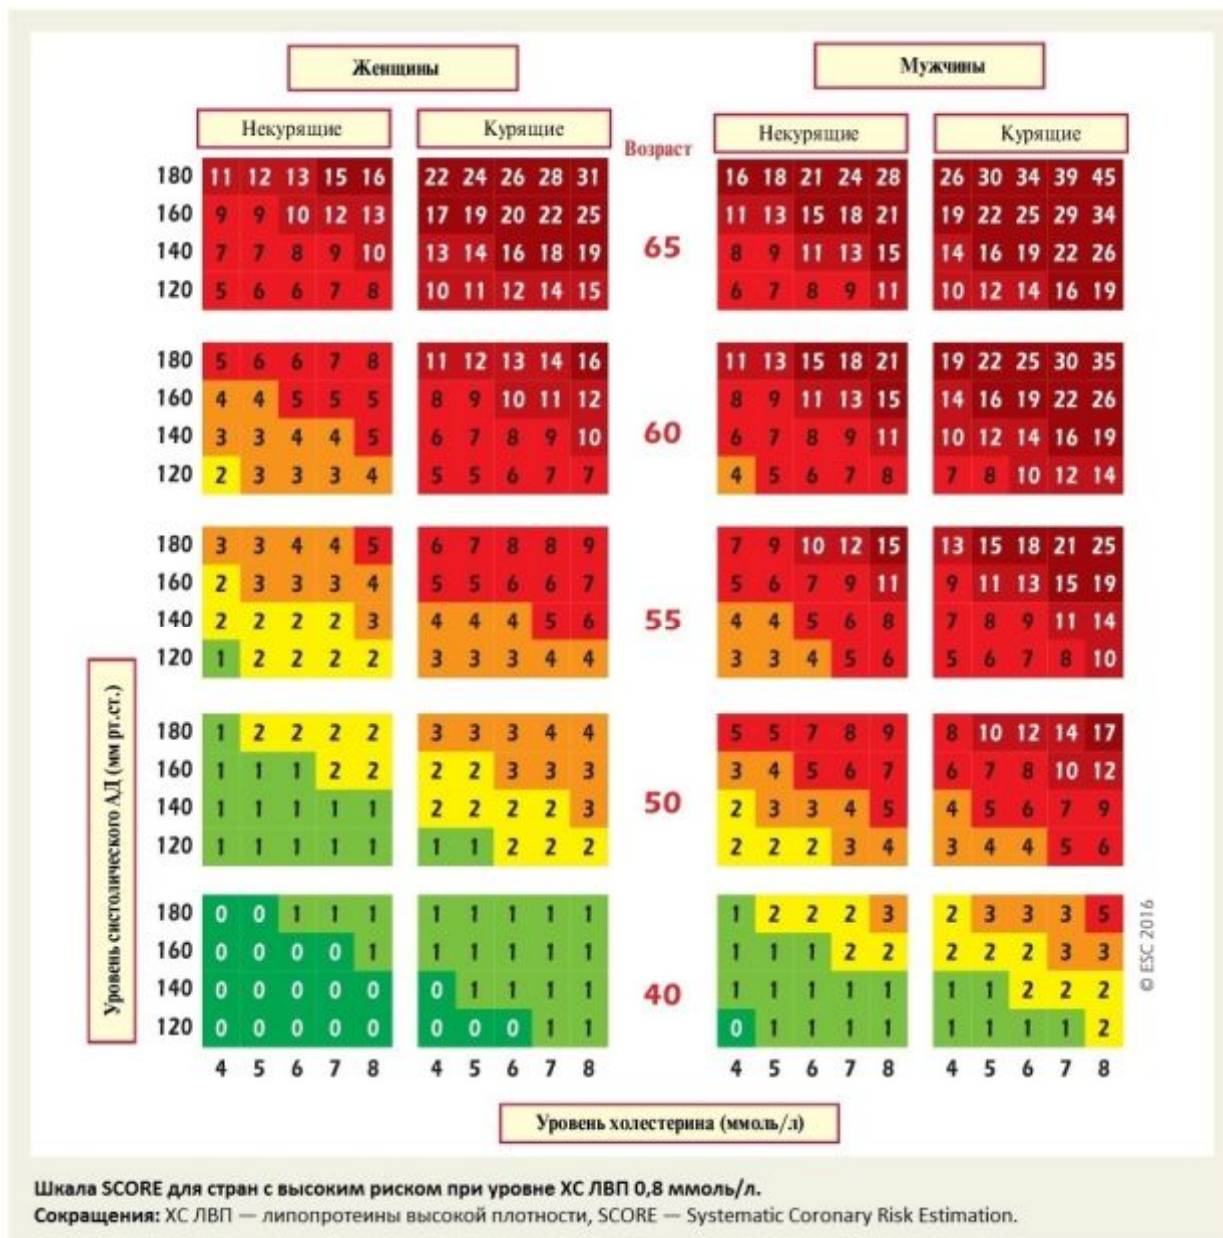 Женщины Мужчины
Некурящие Курящие Возраст Некурящие Курящие
180 11 12 13 15 16 22 24 26 28 31 16 18 21 24 28 26 30 34 39 45
160 9 9 10 12 13 17 19 20 22 25 11 13 15 18 21 19 22 25 29 34
65
140 7 7 8 9 10 13 14 16 18 19 8 9 11 13 15 14 16 19 22 26
120 5 6 6 7 8 10 11 12 14 15 6 7 8 9 11 10 12 14 16 19
180 5 6 6 7 8 11 12 13 14 16 11 13 15 18 21 19 22 25 30 35
160 4 4 5 5 5 8 9 10 11 12 8 9 11 13 15 14 16 19 22 26
140 3 3 4 4 5 6 7 8 9 10 60 6 7 8 9 11 10 12 14 16 19
120 2 3 3 3 4 5 5 6 7 7 4 5 6 7 8 7 8 10 12 14
180 3 3 4 4 5 6 7 8 8 9 7 9 10 12 15 13 15 18 21 25
160 2 3 3 3 4 5 5 6 6 7 5 6 7 9 11 9 11 13 15 19
140 2 2 2 2 3 4 4 4 5 6 55 4 4 5 6 8 7 8 9 11 14
120 1 2 2 2 2 3 3 3 4 4 3 3 4 5 6 5 6 7 8 10
180 1 2 2 2 2 3 3 3 4 4 5 5 7 8 9 8 10 12 14 17
160 1 1 1 2 2 2 2 3 3 3 3 4 5 6 7 6 7 8 10 12
140 1 1 1 1 1 2 2 2 2 3 50 2 3 3 4 5 4 5 6 7 9
120 1 1 1 1 1 1 1 2 2 2 2 2 2 3 4 3 4 4 5 6
180 0 0 1 1 1 1 1 1 1 1 1 2 2 2 3 2 3 3 3 5
160 0 0 0 0 1 1 1 1 1 1 1 1 1 2 2 2 2 2 3 3
140 0 0 0 0 0 0 1 1 1 1 40 1 1 1 1 1 1 1 2 2 2
120 0 0 0 0 0 0 0 0 1 1 0 1 1 1 1 1 1 1 1 2
4 5 6 7 8 4 5 6 7 8 4 5 6 7 8 4 5 6 7 8
Уровень систолического АД (мм рт.ст.)
© ESC 2016
Уровень холестерина (ммоль/л)
Шкала SCORE для стран с высоким риском при уровне ХС ЛВП 0,8 ммоль/л.
Сокращения: ХС ЛВП — липопротеины высокой плотности, SCORE — Systematic Coronary Risk Estimation.